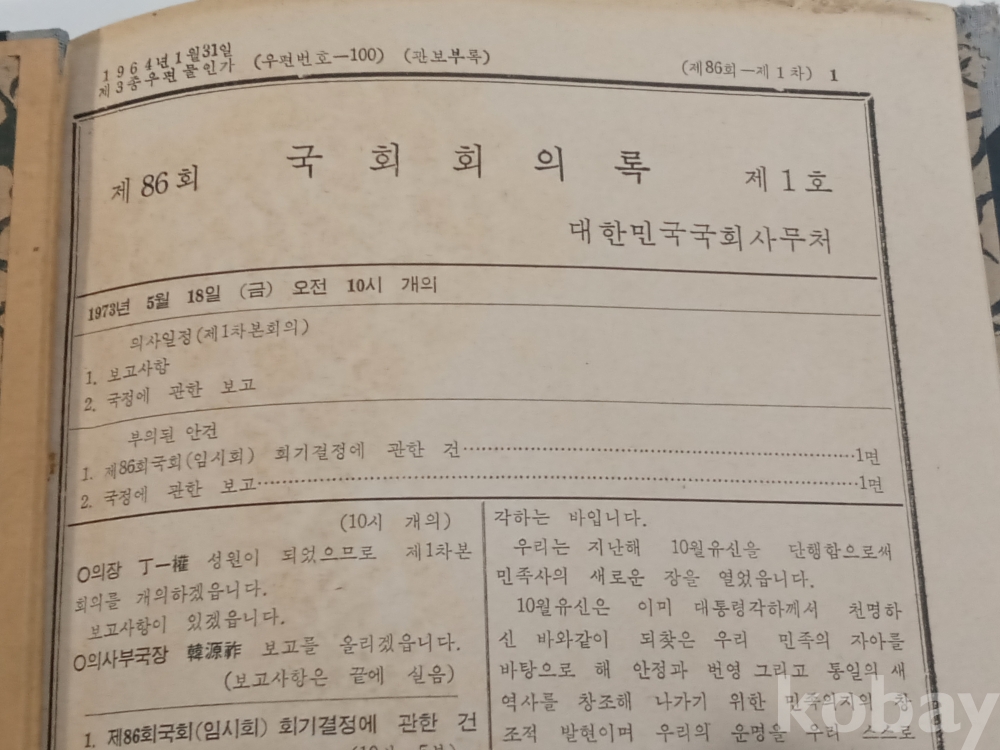 1964년1월31일
제3종우편물인가
(우편번호—100) (관보부록)
(제86회—제1차) 1
제86회 국회회의록 제1호
대한민국국회사무처
1973년 5월 18일 (금) 오전 10시 개의
의사일정(제1차본회의)
1. 보고사항
2. 국정에 관한 보고
부의된 안건
1. 제86회국회(임시회) 회기결정에 관한 건……………………………………1면
2. 국정에 관한 보고……………………………………………………………1면
(10시 개의)
○의장 丁一權 성원이 되었으므로 제1차본
회의를 개의하겠읍니다.
보고사항이 있겠읍니다.
○의사부국장 韓源祚 보고를 올리겠읍니다.
(보고사항은 끝에 실음)
1. 제86회국회(임시회) 회기결정에 관한 건
각하는 바입니다.
우리는 지난해 10월유신을 단행함으로써
민족사의 새로운 장을 열었읍니다.
10월유신은 이미 대통령각하께서 천명하
신 바와같이 되찾은 우리 민족의 자아를
바탕으로 해 안정과 번영 그리고 통일의 새
역사를 창조해 나가기 위한 민족의지의 창
조적 발현이며 우리의 운명을 우리 스스로
kobay